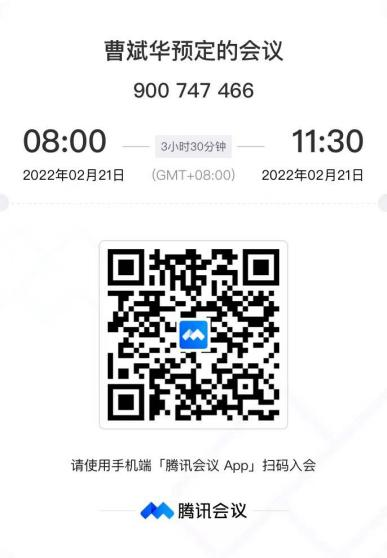 曹斌华预定的会议
900 747 466
08:00 3小时30分钟 11:30
2022年02月21日 (GMT+08:00) 2022年02月21日
请使用手机端「腾讯会议 App」扫码入会
腾讯会议